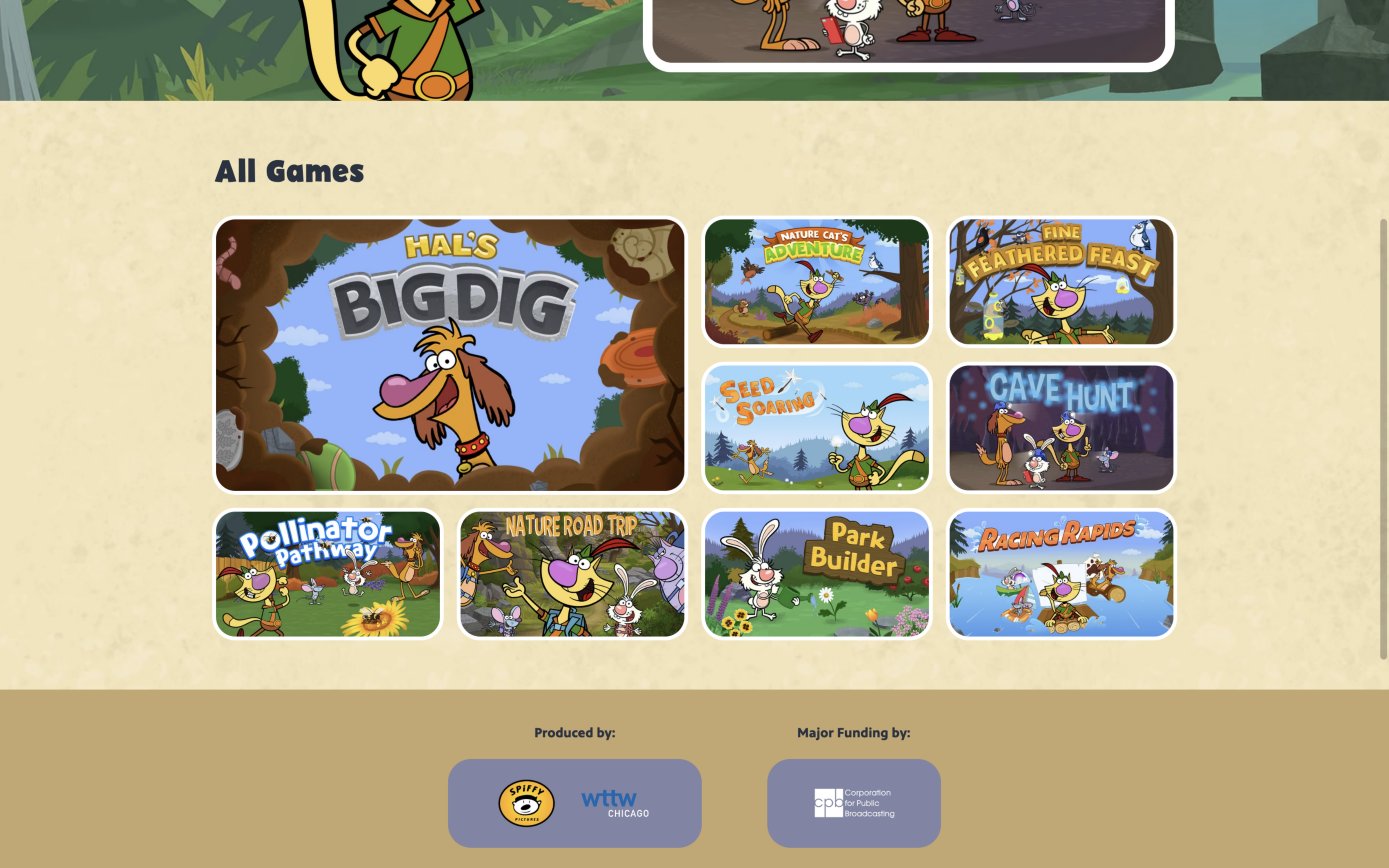 All Games
HAL'S
BIG DIG
NATURE CAT'S
ADVENTURE
FINE
FEATHERED FEAST
SEED
SOARING
CAVE HUNT
Pollinator
Pathway
NATURE ROAD TRIP
Park
Builder
RACING RAPIDS
Produced by:
Major Funding by:
SPIFFY
PICTURES
wttw
CHICAGO
cpb
Corporation
for Public
Broadcasting